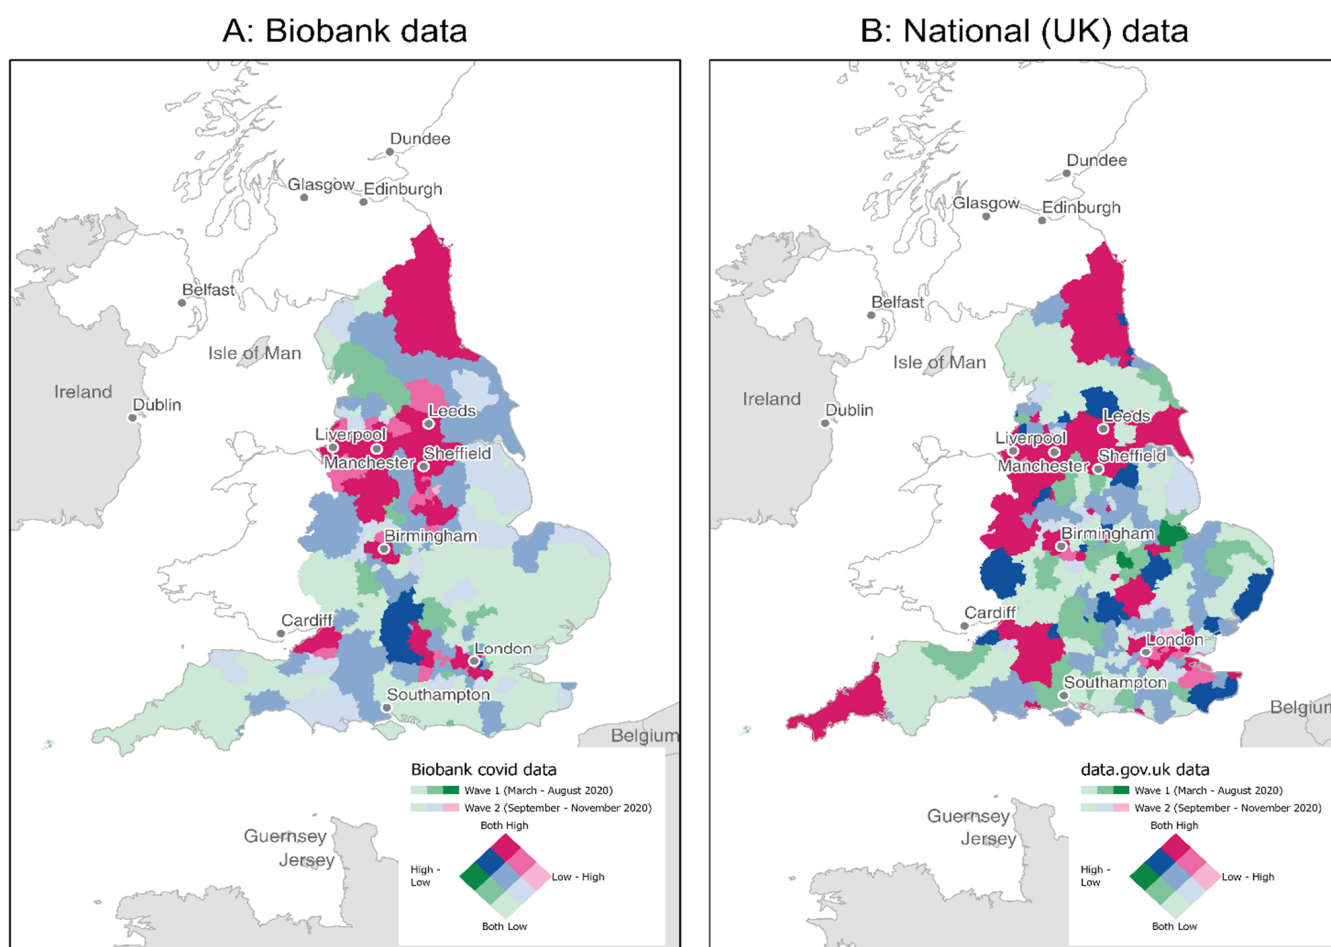 A: Biobank data
Dundee
Glasgow
Edinburgh
Belfast
Isle of Man
Ireland
Dublin
Leeds
Liverpool
Manchester
Sheffield
Birmingham
Cardiff
London
Southampton
Belgium
Guernsey
Jersey
Biobank covid data
Wave 1 (March - August 2020)
Wave 2 (September - November 2020)
Both High
High -
Low
Low - High
Both Low
B: National (UK) data
Dundee
Glasgow
Edinburgh
Belfast
Isle of Man
Ireland
Dublin
Leeds
Liverpool
Manchester
Sheffield
Birmingham
Cardiff
London
Southampton
Belgium
Guernsey
Jersey
data.gov.uk data
Wave 1 (March - August 2020)
Wave 2 (September - November 2020)
Both High
High -
Low
Low - High
Both Low